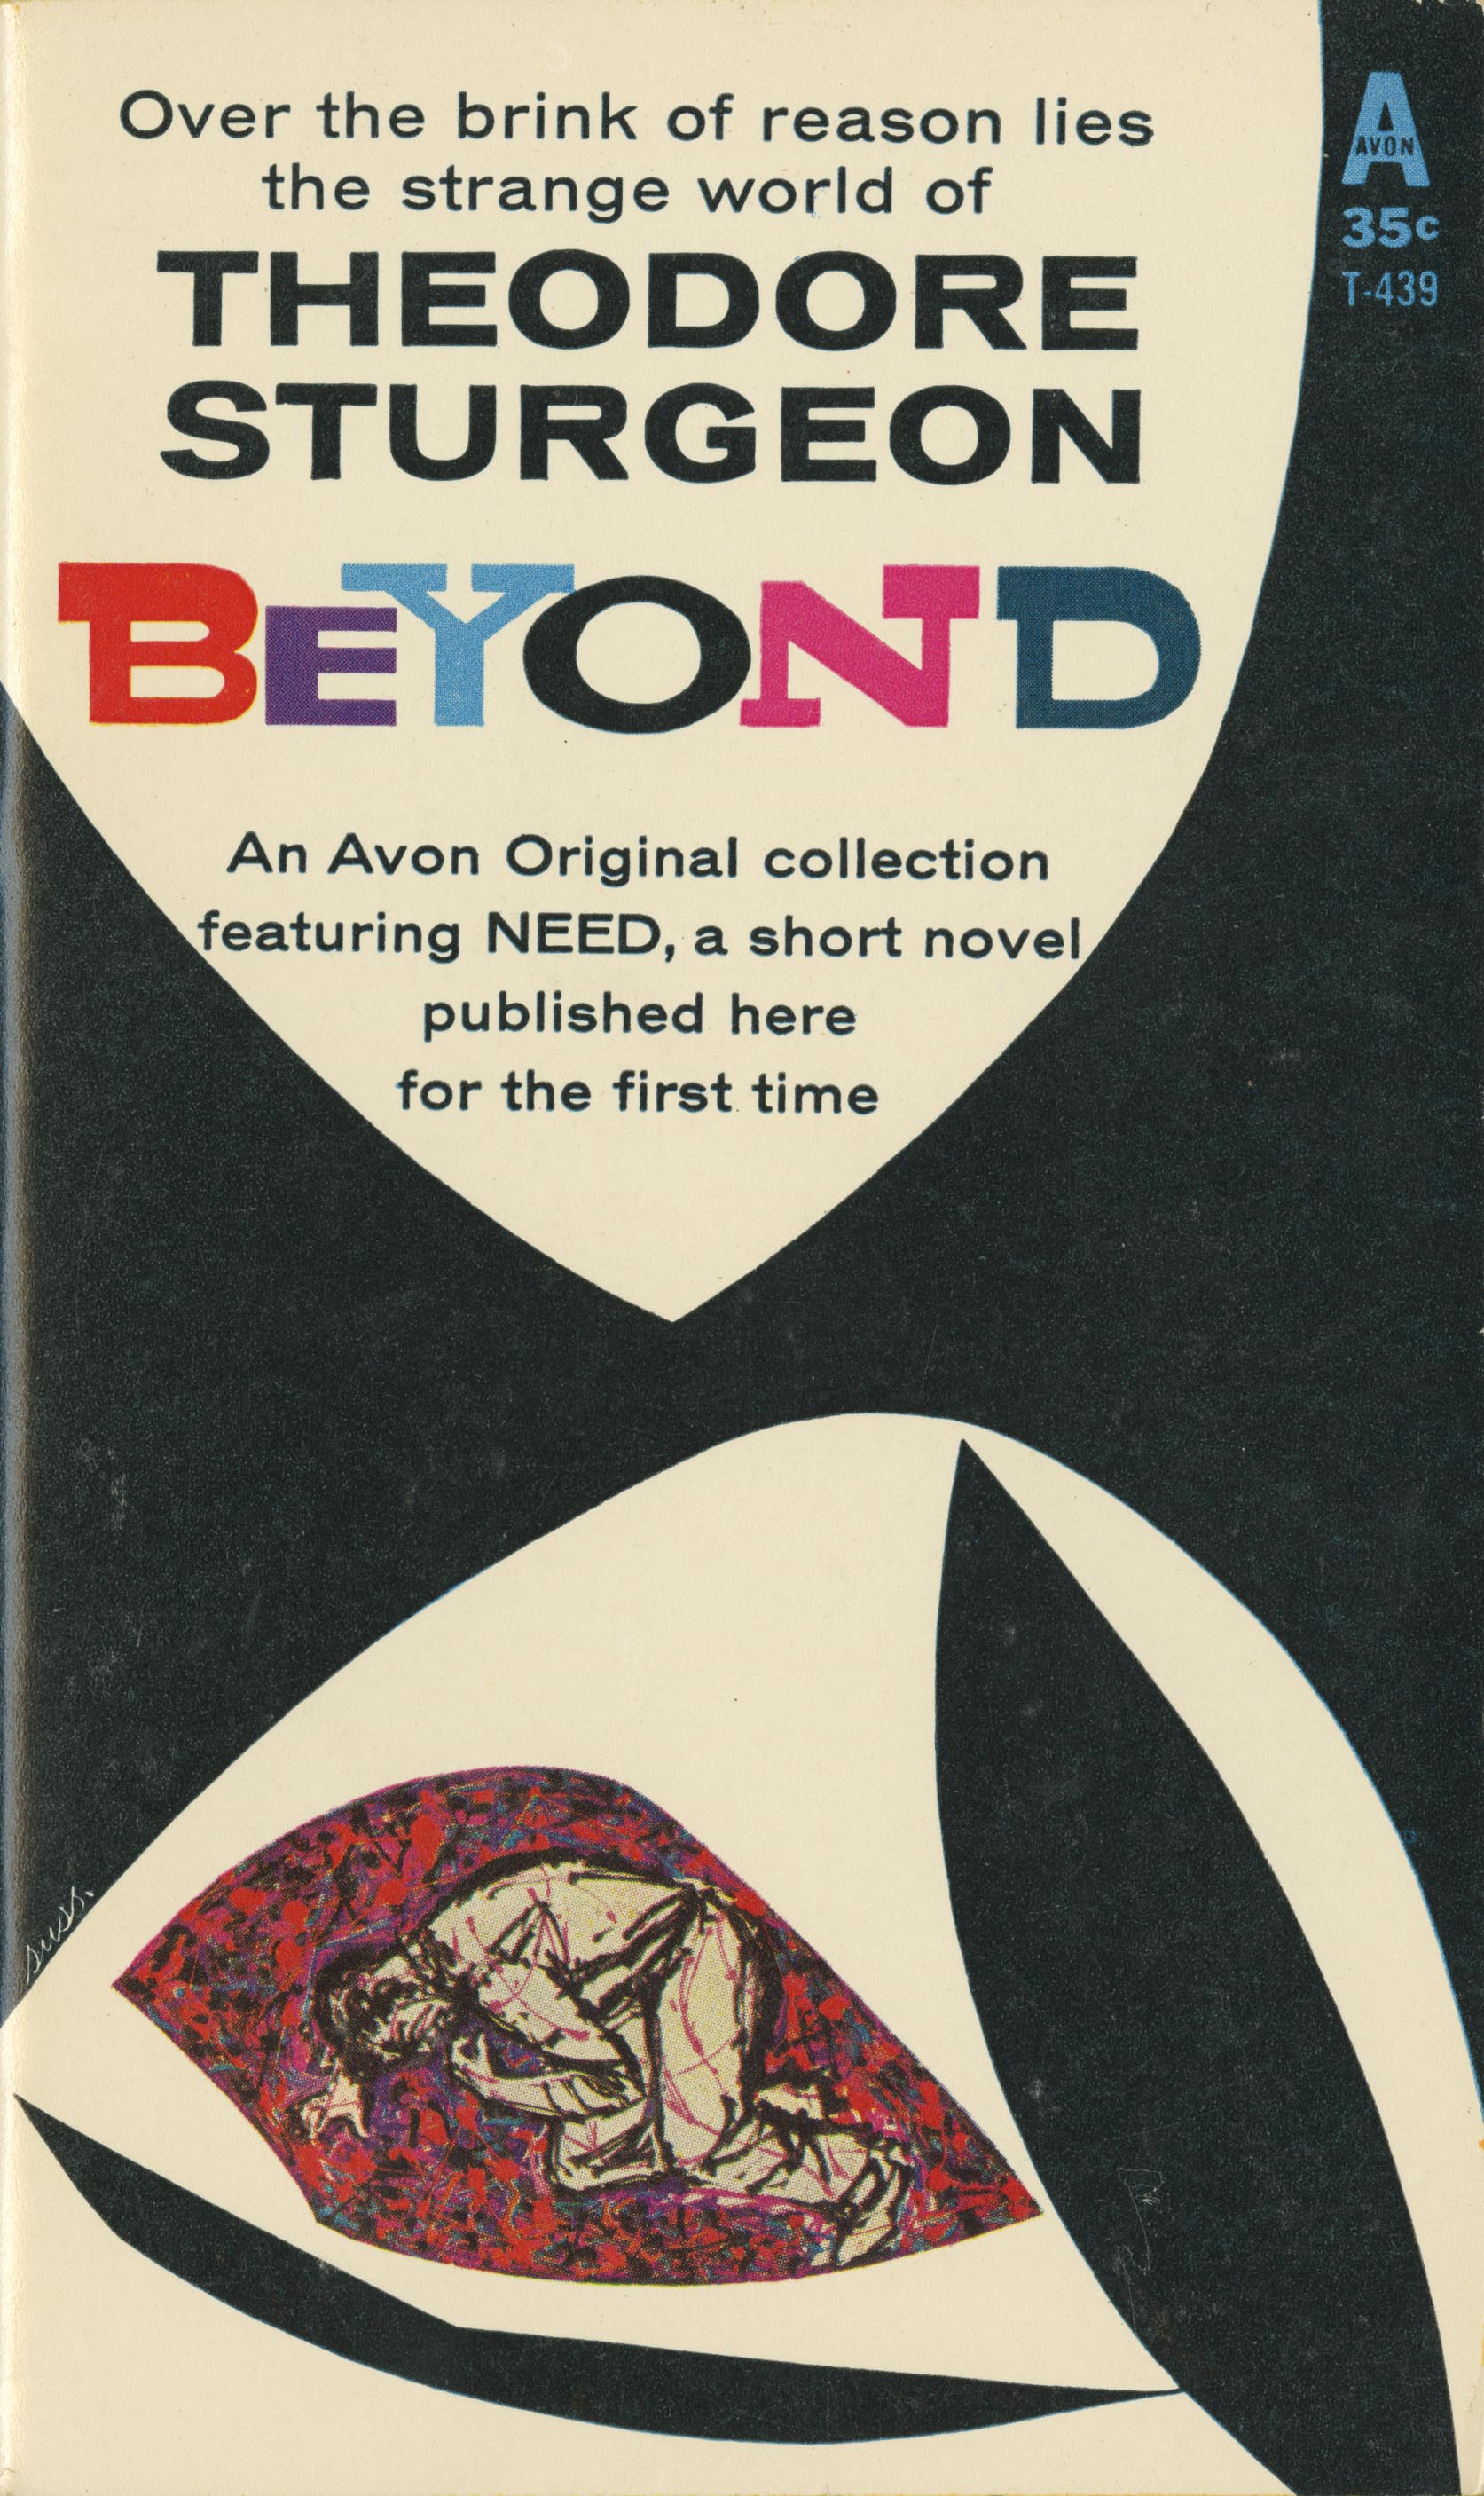 Over the brink of reason lies
the strange world of
THEODORE
STURGEON
BEYOND
An Avon Original collection
featuring NEED, a short novel
published here
for the first time
A
AVON
35c
T-439
suss.